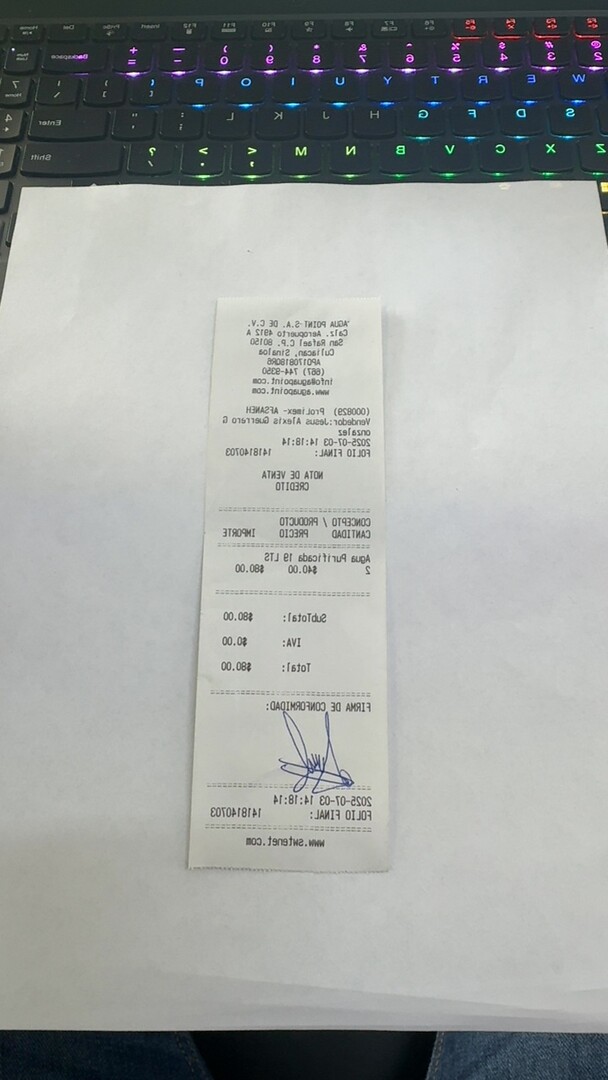 "AGUA POINT-S.A. DE C.V.
Calz. Aeropuerto 4912 A
San Rafael C.P. 80150
Culiacan, Sinaloa
APO170818QR6
(667) 744-9350
info@aguapoint.com
www.aguapoint.com
(000829) ProLimex- AFSANEH
Vendedor:Jesus Alexis Guerrero G
onzalez
2025-07-03 14:18:14
FOLIO FINAL: 1418140703
NOTA DE VENTA
CREDITO
CONCEPTO / PRODUCTO
CANTIDAD PRECIO IMPORTE
Agua Purificada 19 LTS
2 $40.00 $80.00
SubTotal: $80.00
IVA: $0.00
Total: $80.00
FIRMA DE CONFORMIDAD:
2025-07-03 14:18:14
FOLIO FINAL: 1418140703
www.swtenet.com